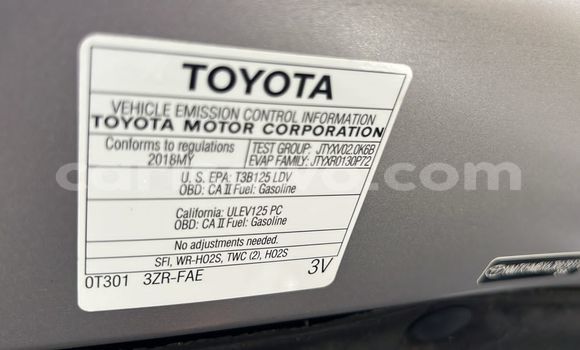 TOYOTA
VEHICLE EMISSION CONTROL INFORMATION
TOYOTA MOTOR CORPORATION
Conforms to regulations
2018MY
TEST GROUP: JTYXV02.0K6B
EVAP FAMILY: JTYXR0130P72
U. S. EPA: T3B125 LDV
OBD: CA II Fuel: Gasoline
California: ULEV125 PC
OBD: CA II Fuel: Gasoline
No adjustments needed.
SFI, WR-HO2S, TWC (2), HO2S
0T301 3ZR-FAE 3V